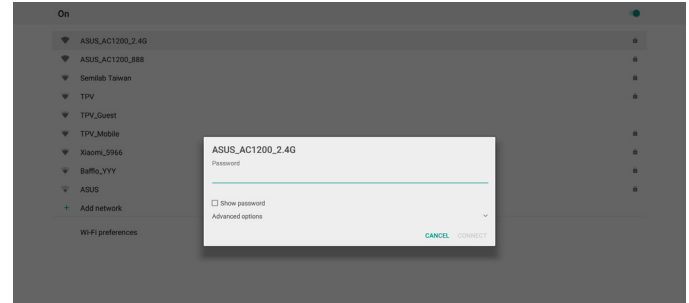 On
ASUS_AC1200_2.4G
ASUS_AC1200_888
Semilab Taiwan
TPV
TPV_Guest
TPV_Mobile
Xiaomi_5966
Bafflo_YYY
ASUS
+ Add network
Wi-Fi preferences
ASUS_AC1200_2.4G
Password
Show password
Advanced options
CANCEL CONNECT